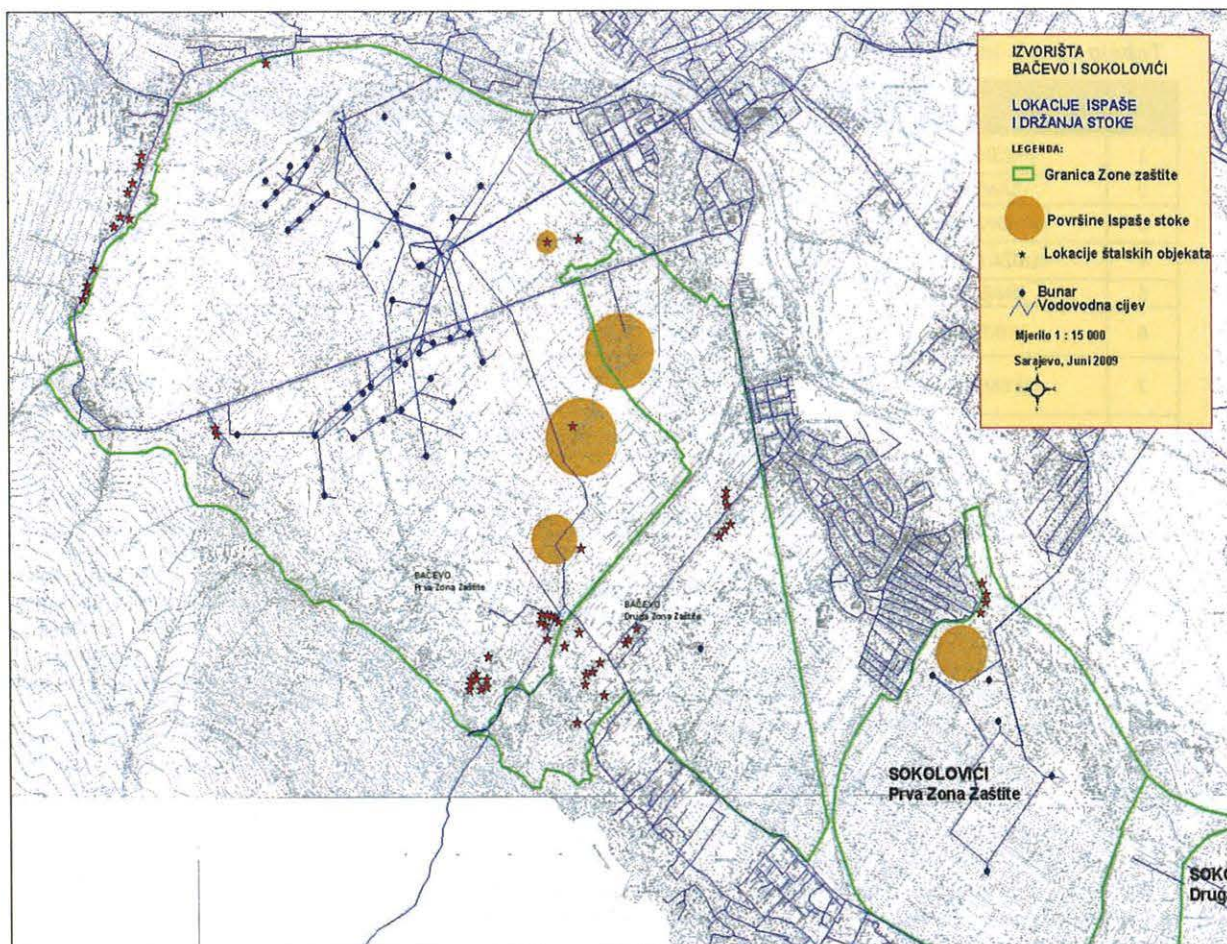 IZVORIŠTA
BAČEVO I SOKOLOVIĆI
LOKACIJE ISPAŠE
I DRŽANJA STOKE
LEGENDA:
Granica Zone zaštite
Površine Ispaše stoke
Lokacije štalskih objekata
Bunar
Vodovodna cijev
Mjerilo 1 : 15 000
Sarajevo, Juni 2009
BAČEVO
Prva Zona Zaštite
BAČEVO
Druga Zona Zaštite
SOKOLOVIĆI
Prva Zona Zaštite
SOKO
Drug